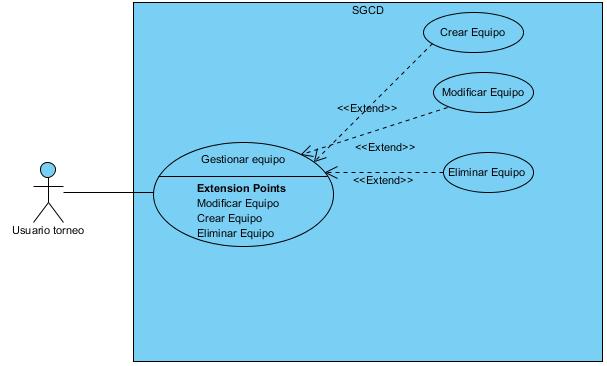 SGCD
Crear Equipo
Modificar Equipo
<<Extend>>
<<Extend>>
Gestionar equipo
Eliminar Equipo
<<Extend>>
Extension Points
Modificar Equipo
Crear Equipo
Eliminar Equipo
Usuario torneo